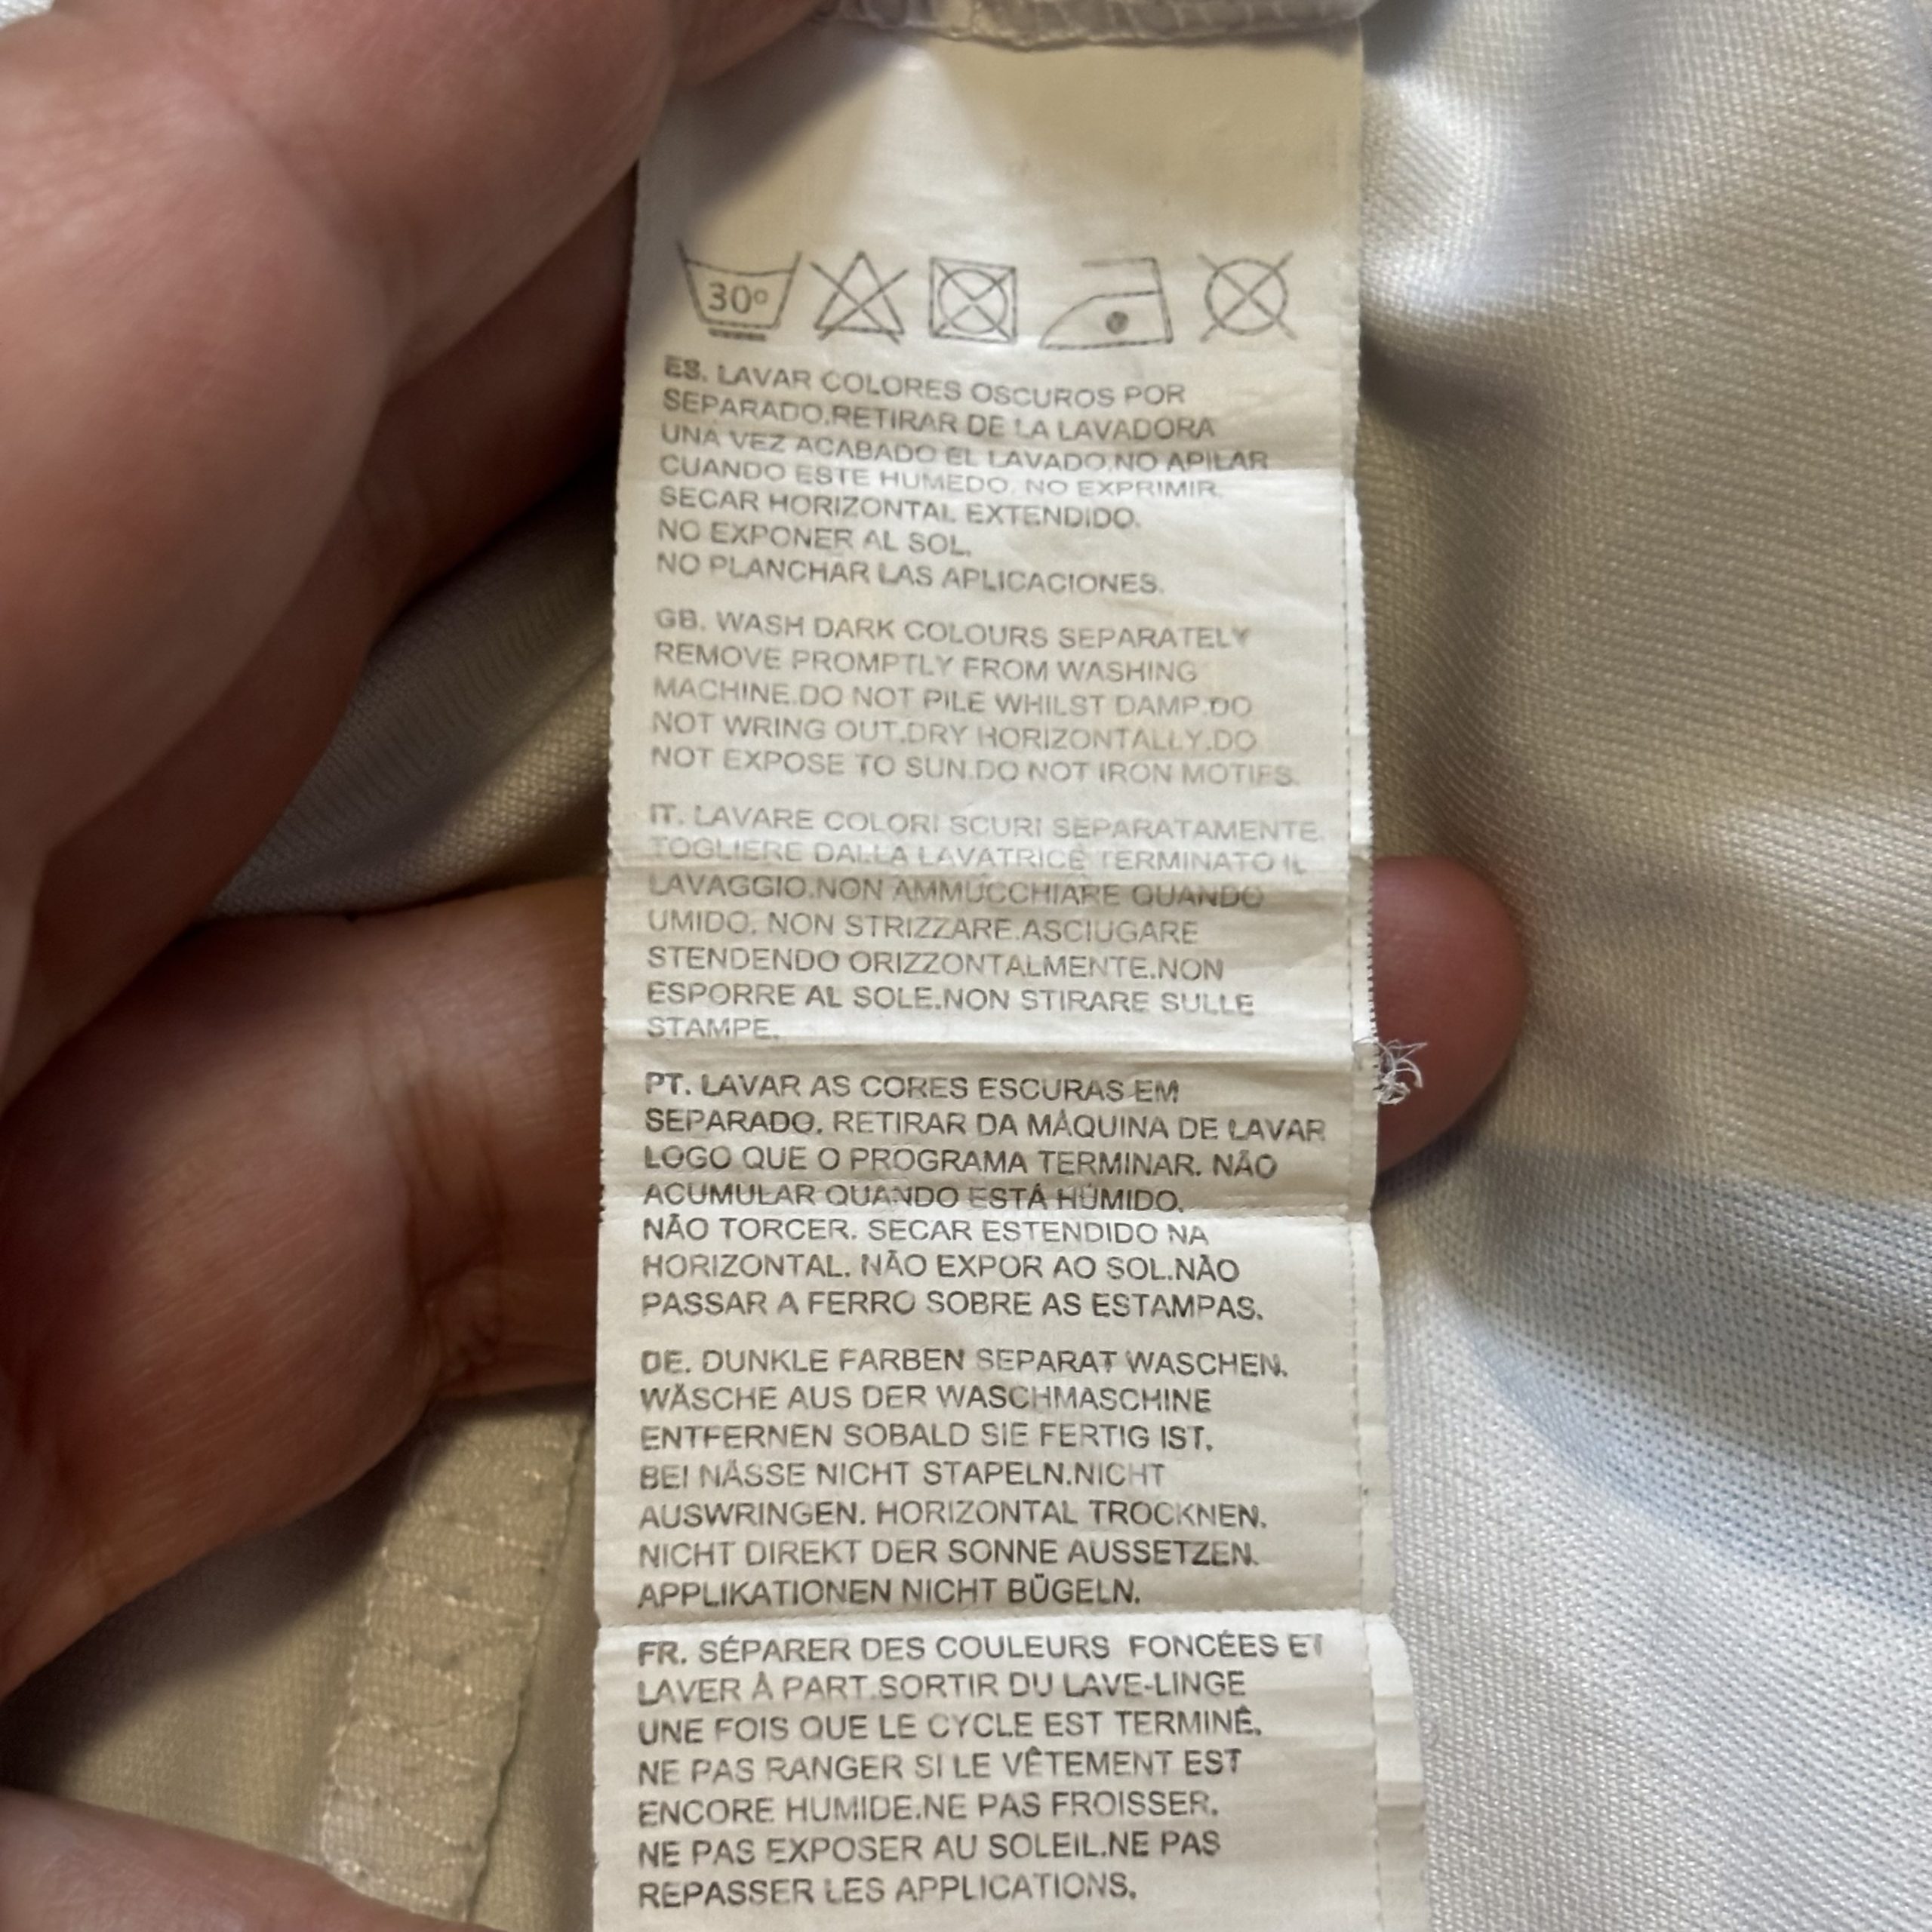 30°
ES. LAVAR COLORES OSCUROS POR
SEPARADO.RETIRAR DE LA LAVADORA
UNA VEZ ACABADO EL LAVADO.NO APILAR
CUANDO ESTE HUMEDO. NO EXPRIMIR.
SECAR HORIZONTAL EXTENDIDO.
NO EXPONER AL SOL.
NO PLANCHAR LAS APLICACIONES.
GB. WASH DARK COLOURS SEPARATELY
REMOVE PROMPTLY FROM WASHING
MACHINE.DO NOT PILE WHILST DAMP.DO
NOT WRING OUT.DRY HORIZONTALLY.DO
NOT EXPOSE TO SUN.DO NOT IRON MOTIFS.
IT. LAVARE COLORI SCURI SEPARATAMENTE.
TOGLIERE DALLA LAVATRICE TERMINATO IL
LAVAGGIO.NON AMMUCCHIARE QUANDO
UMIDO. NON STRIZZARE.ASCIUGARE
STENDENDO ORIZZONTALMENTE.NON
ESPORRE AL SOLE.NON STIRARE SULLE
STAMPE.
PT. LAVAR AS CORES ESCURAS EM
SEPARADO. RETIRAR DA MÁQUINA DE LAVAR
LOGO QUE O PROGRAMA TERMINAR. NÃO
ACUMULAR QUANDO ESTÁ HÚMIDO.
NÃO TORCER. SECAR ESTENDIDO NA
HORIZONTAL. NÃO EXPOR AO SOL.NÃO
PASSAR A FERRO SOBRE AS ESTAMPAS.
DE. DUNKLE FARBEN SEPARAT WASCHEN.
WÄSCHE AUS DER WASCHMASCHINE
ENTFERNEN SOBALD SIE FERTIG IST.
BEI NÄSSE NICHT STAPELN.NICHT
AUSWRINGEN. HORIZONTAL TROCKNEN.
NICHT DIREKT DER SONNE AUSSETZEN.
APPLIKATIONEN NICHT BÜGELN.
FR. SÉPARER DES COULEURS FONCÉES ET
LAVER À PART.SORTIR DU LAVE-LINGE
UNE FOIS QUE LE CYCLE EST TERMINÉ.
NE PAS RANGER SI LE VÊTEMENT EST
ENCORE HUMIDE.NE PAS FROISSER.
NE PAS EXPOSER AU SOLEIL.NE PAS
REPASSER LES APPLICATIONS.